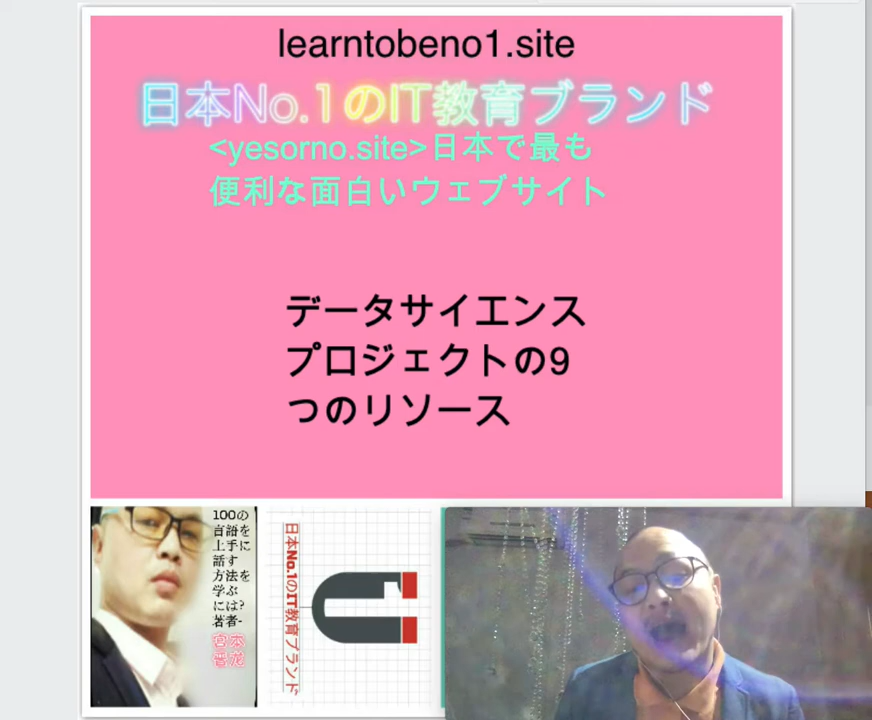 learntobeno1.site
日本No.1のIT教育ブランド
<yesorno.site>日本で最も
便利な面白いウェブサイト
データサイエンス
プロジェクトの9
つのリソース
100の
言語を
上手に
話す
方法を
学ぶ
には?
著者-
宮本
晋龙
日本No.1のIT教育ブランド